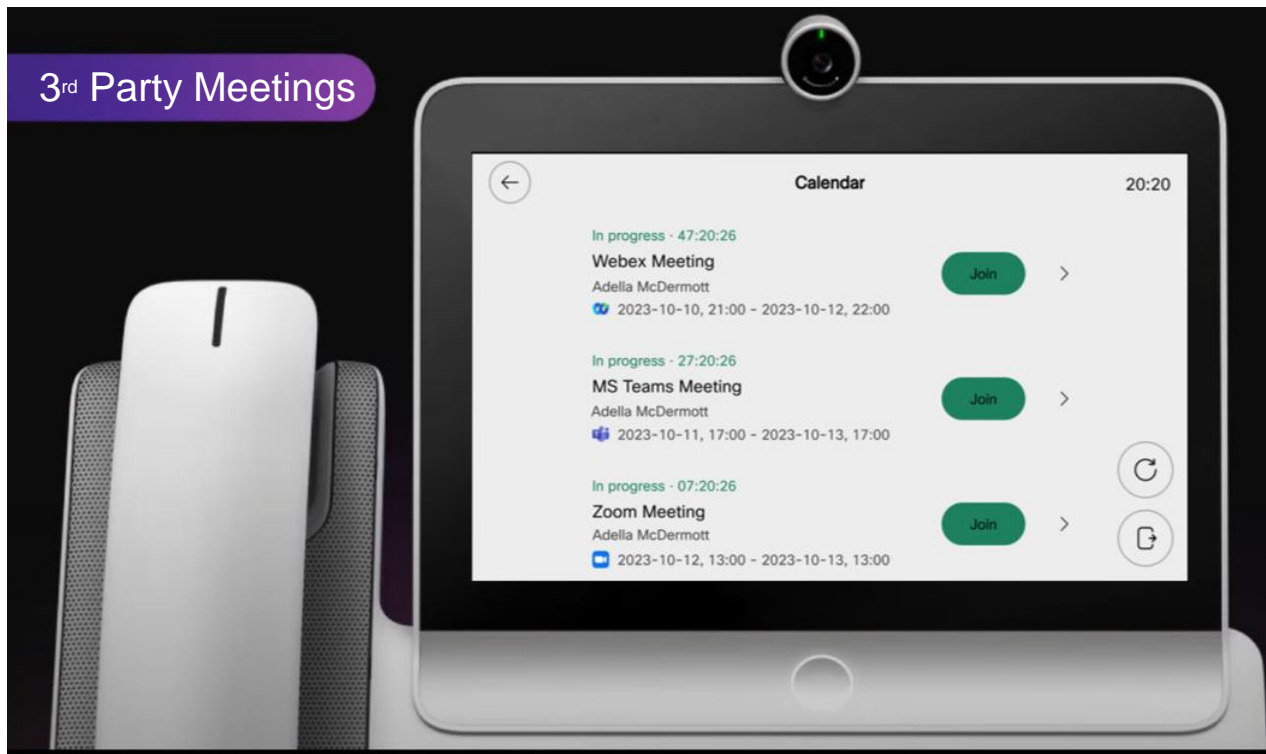 3rd Party Meetings
Calendar
20:20
In progress · 47:20:26
Webex Meeting
Adella McDermott
2023-10-10, 21:00 - 2023-10-12, 22:00
Join
In progress · 27:20:26
MS Teams Meeting
Adella McDermott
2023-10-11, 17:00 - 2023-10-13, 17:00
Join
In progress · 07:20:26
Zoom Meeting
Adella McDermott
2023-10-12, 13:00 - 2023-10-13, 13:00
Join